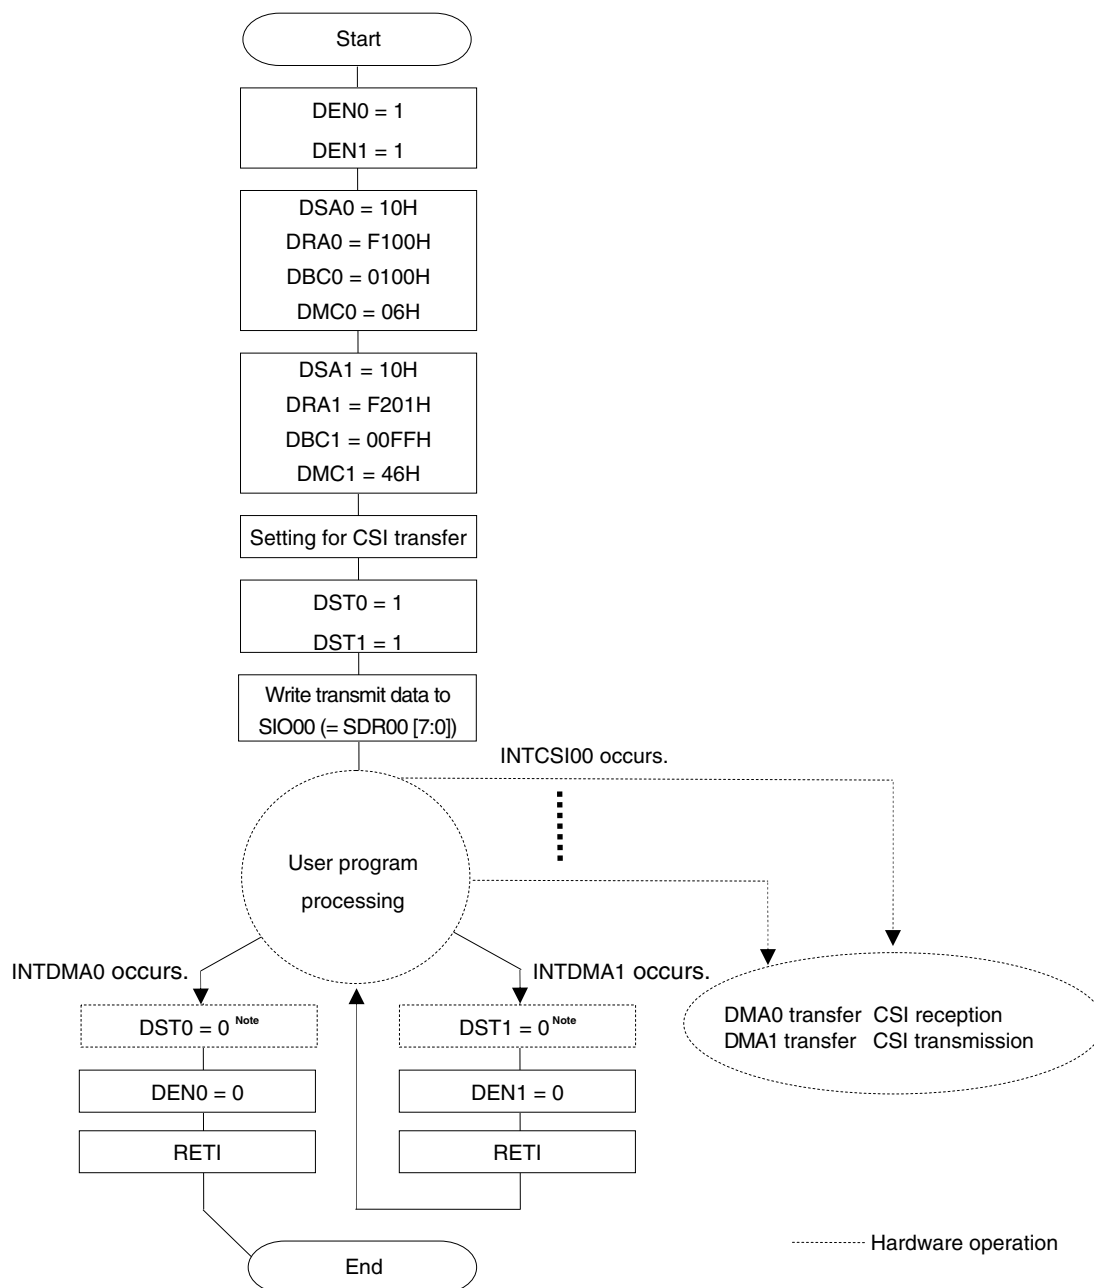 Start
DEN0 = 1
DEN1 = 1
DSA0 = 10H
DRA0 = F100H
DBC0 = 0100H
DMC0 = 06H
DSA1 = 10H
DRA1 = F201H
DBC1 = 00FFH
DMC1 = 46H
Setting for CSI transfer
DST0 = 1
DST1 = 1
Write transmit data to
SIO00 (= SDR00 [7:0])
INTCSI00 occurs.
User program
processing
INTDMA0 occurs.
INTDMA1 occurs.
DST0 = 0 Note
DST1 = 0 Note
DMA0 transfer CSI reception
DMA1 transfer CSI transmission
DEN0 = 0
DEN1 = 0
RETI
RETI
Hardware operation
End